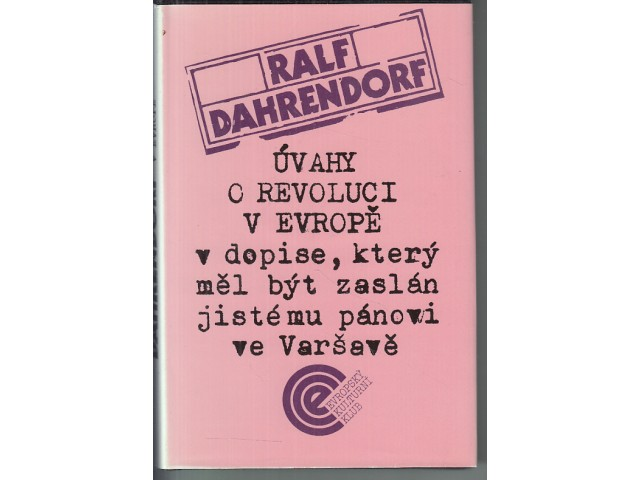 RALF
DAHRENDORF
ÚVAHY
O REVOLUCI
V EVROPĚ
v dopise, který
měl být zaslán
jistému pánovi
ve Varšavě
EVROPSKÝ
KULTURNÍ
KLUB